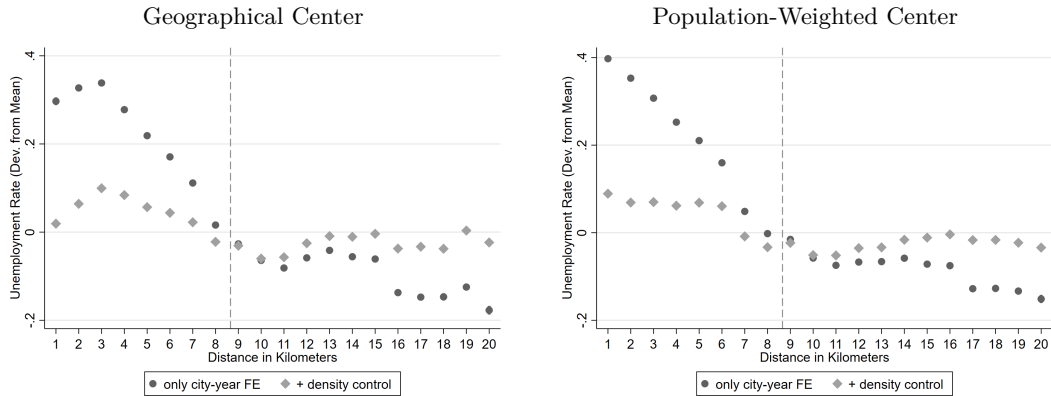 Geographical Center
Unemployment Rate (Dev. from Mean)
.4
.2
0
-.2
1 2 3 4 5 6 7 8 9 10 11 12 13 14 15 16 17 18 19 20
Distance in Kilometers
only city-year FE + density control
Population-Weighted Center
Unemployment Rate (Dev. from Mean)
.4
.2
0
-.2
1 2 3 4 5 6 7 8 9 10 11 12 13 14 15 16 17 18 19 20
Distance in Kilometers
only city-year FE + density control